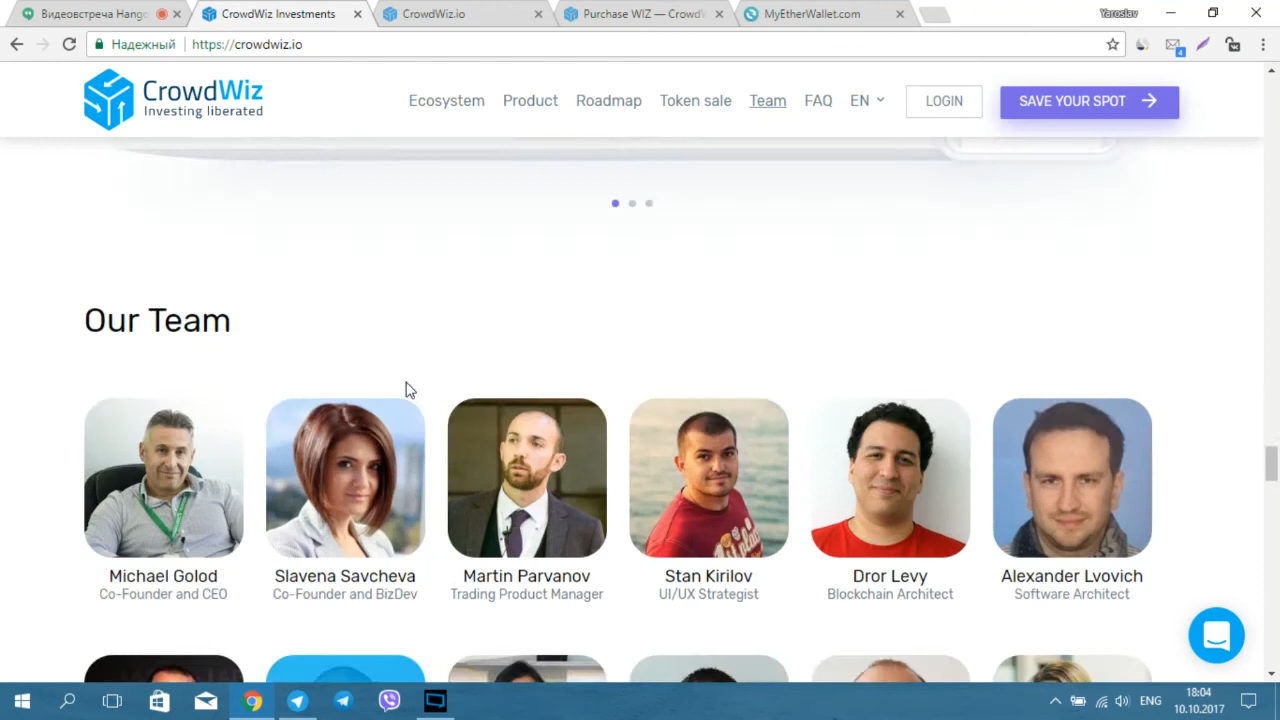 Видеовстреча Hang
CrowdWiz Investments
CrowdWiz.io
Purchase WIZ — CrowdW
MyEtherWallet.com
Yaroslav
Надежный
https://crowdwiz.io
4
CrowdWiz
Investing liberated
Ecosystem
Product
Roadmap
Token sale
Team
FAQ
EN
LOGIN
SAVE YOUR SPOT
Our Team
Michael Golod
Co-Founder and CEO
Slavena Savcheva
Co-Founder and BizDev
Martin Parvanov
Trading Product Manager
Stan Kirilov
UI/UX Strategist
Dror Levy
Blockchain Architect
Alexander Lvovich
Software Architect
ENG
18:04
10.10.2017